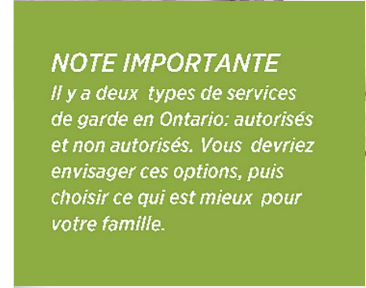 NOTE IMPORTANTE
Il y a deux types de services
de garde en Ontario: autorisés
et non autorisés. Vous devriez
envisager ces options, puis
choisir ce qui est mieux pour
votre famille.